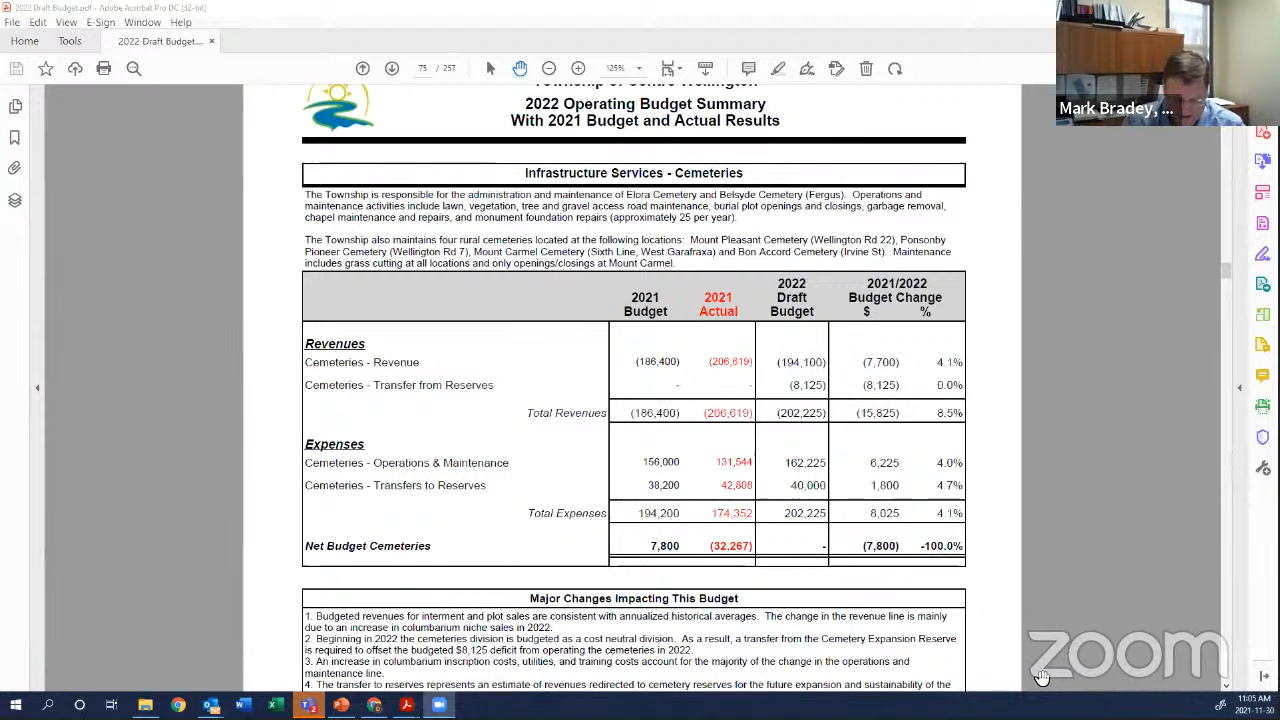 2022 Draft Budget.pdf - Adobe Acrobat Pro DC (32-bit)
File Edit View E-Sign Window Help
Home Tools 2022 Draft Budget... ×
75 / 257 125%
Mark Bradey, ...
Township of Centre Wellington
2022 Operating Budget Summary
With 2021 Budget and Actual Results
Infrastructure Services - Cemeteries
The Township is responsible for the administration and maintenance of Elora Cemetery and Belsyde Cemetery (Fergus). Operations and
maintenance activities include lawn, vegetation, tree and gravel access road maintenance, burial plot openings and closings, garbage removal,
chapel maintenance and repairs, and monument foundation repairs (approximately 25 per year).
The Township also maintains four rural cemeteries located at the following locations: Mount Pleasant Cemetery (Wellington Rd 22), Ponsonby
Pioneer Cemetery (Wellington Rd 7), Mount Carmel Cemetery (Sixth Line, West Garafraxa) and Bon Accord Cemetery (Irvine St). Maintenance
includes grass cutting at all locations and only openings/closings at Mount Carmel.
2022 2021/2022
2021 2021 Draft Budget Change
Budget Actual Budget $ %
Revenues
Cemeteries - Revenue (186,400) (206,619) (194,100) (7,700) 4.1%
Cemeteries - Transfer from Reserves - - (8,125) (8,125) 0.0%
Total Revenues (186,400) (206,619) (202,225) (15,825) 8.5%
Expenses
Cemeteries - Operations & Maintenance 156,000 131,544 162,225 6,225 4.0%
Cemeteries - Transfers to Reserves 38,200 42,808 40,000 1,800 4.7%
Total Expenses 194,200 174,352 202,225 8,025 4.1%
Net Budget Cemeteries 7,800 (32,267) - (7,800) -100.0%
Major Changes Impacting This Budget
1. Budgeted revenues for interment and plot sales are consistent with annualized historical averages. The change in the revenue line is mainly
due to an increase in columbarium niche sales in 2022.
2. Beginning in 2022 the cemeteries division is budgeted as a cost neutral division. As a result, a transfer from the Cemetery Expansion Reserve
is required to offset the budgeted $8,125 deficit from operating the cemeteries in 2022.
3. An increase in columbarium inscription costs, utilities, and training costs account for the majority of the change in the operations and
maintenance line.
4. The transfer to reserves represents an estimate of revenues redirected to cemetery reserves for the future expansion and sustainability of the
zoom
11:05 AM
2021-11-30